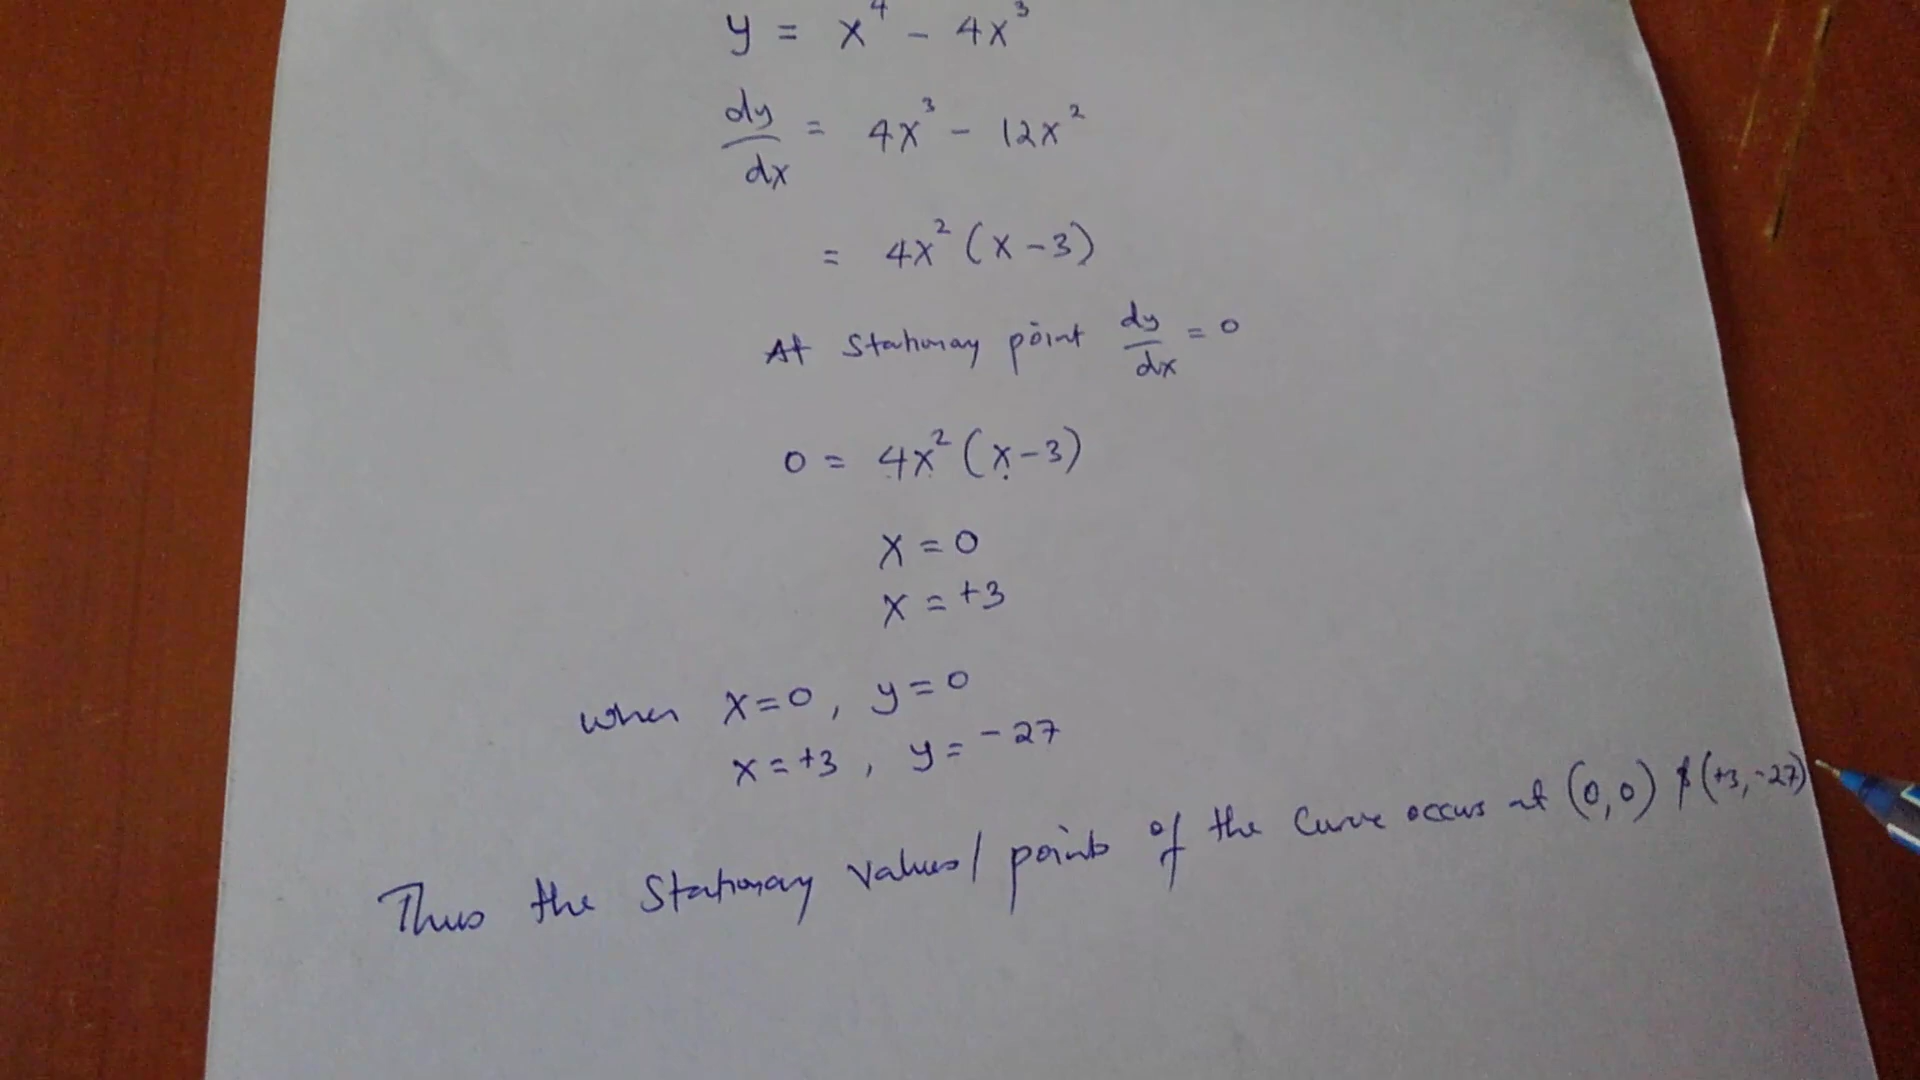 y = x⁴ - 4x³
dy/dx = 4x³ - 12x²
= 4x² (x-3)
At Stationary point dy/dx = 0
0 = 4x² (x-3)
x = 0
x = +3
when x=0, y=0
x=+3, y=-27
Thus the Stationary values/ points of the curve occurs at (0,0) & (+3,-27)